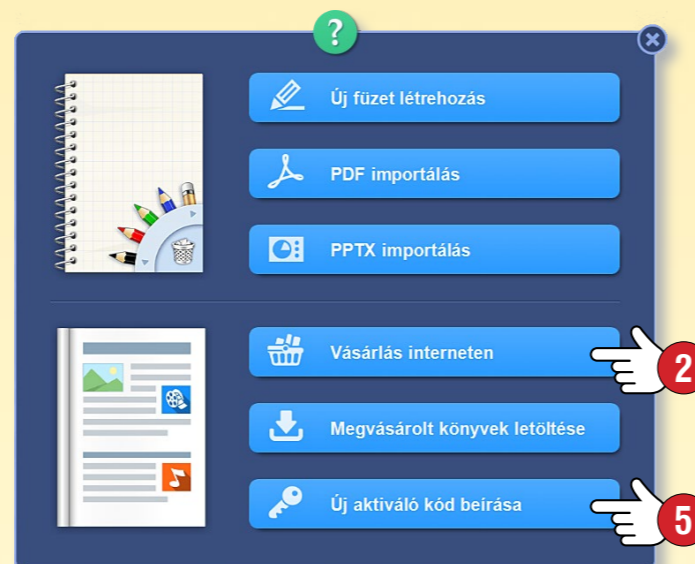 ?
Új füzet létrehozás
PDF importálás
PPTX importálás
Vásárlás interneten
2
Megvásárolt könyvek letöltése
Új aktiváló kód beírása
5